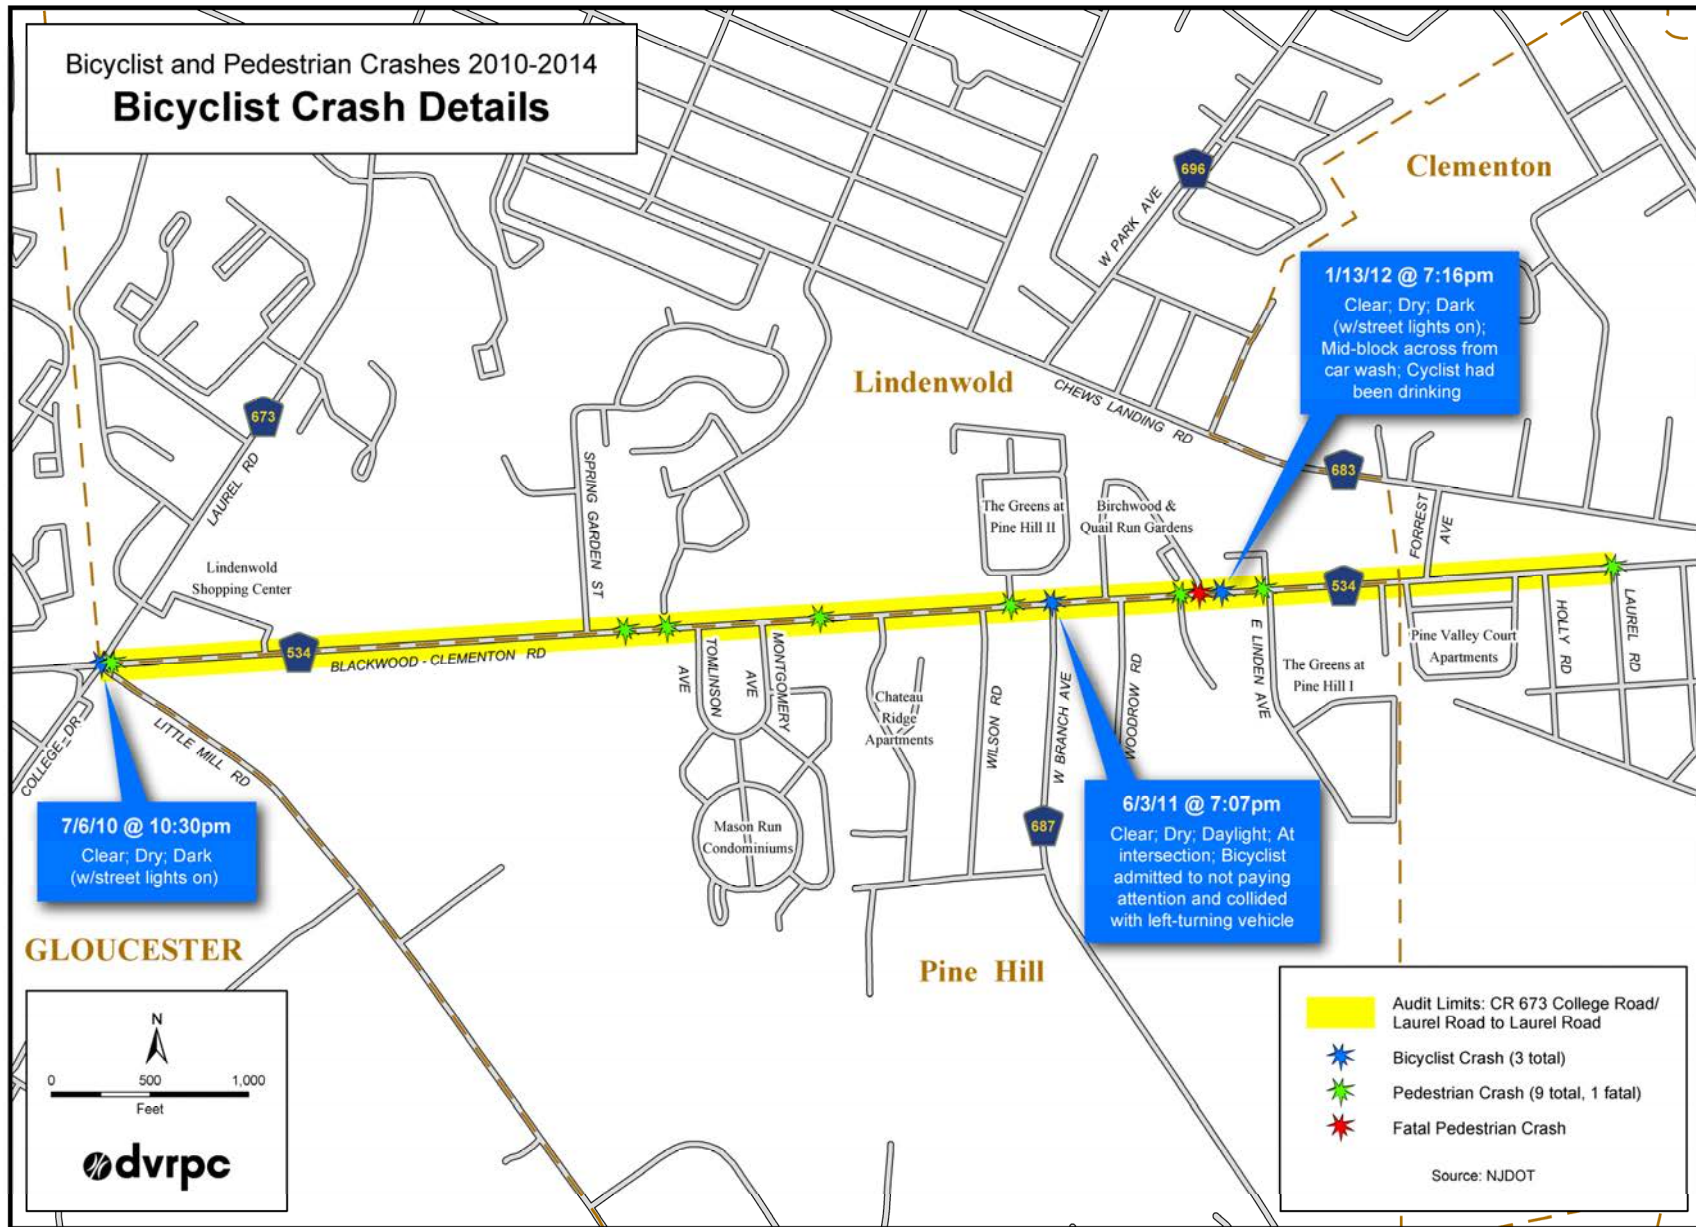 Bicyclist and Pedestrian Crashes 2010-2014
Bicyclist Crash Details
696
Clementon
W PARK AVE
1/13/12 @ 7:16pm
Clear; Dry; Dark
(w/street lights on);
Mid-block across from
car wash; Cyclist had
been drinking
Lindenwold
CHEWS LANDING RD
673
LAUREL RD
683
SPRING GARDEN ST
The Greens at
Pine Hill II
Birchwood &
Quail Run Gardens
FORREST
AVE
Lindenwold
Shopping Center
534
534
BLACKWOOD - CLEMENTON RD
TOMLINSON
AVE
MONTGOMERY
AVE
Chateau
Ridge
Apartments
WILSON RD
W BRANCH AVE
WOODROW RD
E LINDEN AVE
The Greens at
Pine Hill I
Pine Valley Court
Apartments
HOLLY RD
LAUREL RD
COLLEGE DR
LITTLE MILL RD
7/6/10 @ 10:30pm
Clear; Dry; Dark
(w/street lights on)
Mason Run
Condominiums
687
6/3/11 @ 7:07pm
Clear; Dry; Daylight; At
intersection; Bicyclist
admitted to not paying
attention and collided
with left-turning vehicle
GLOUCESTER
Pine Hill
N
0 500 1,000
Feet
dvrpc
Audit Limits: CR 673 College Road/
Laurel Road to Laurel Road
Bicyclist Crash (3 total)
Pedestrian Crash (9 total, 1 fatal)
Fatal Pedestrian Crash
Source: NJDOT